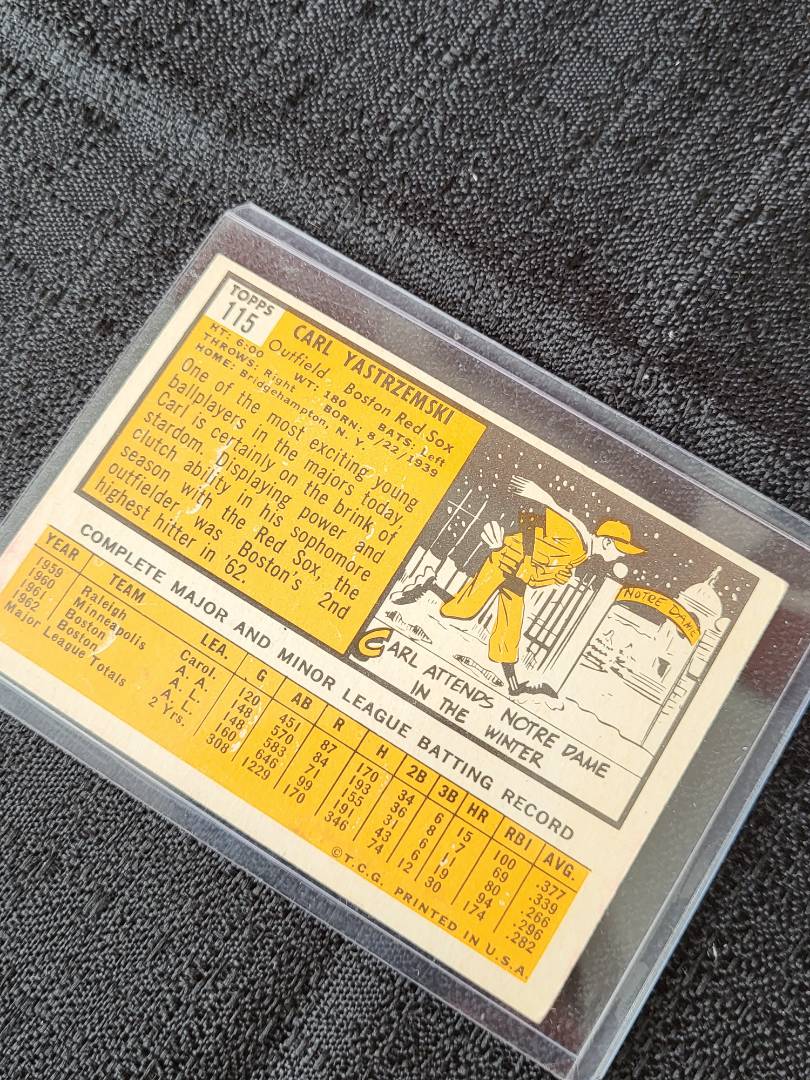 TOPPS
115
CARL YASTRZEMSKI
Outfield Boston Red Sox
HT: 6:00 WT: 180 BATS: Left
THROWS: Right BORN: 8/22/1939
HOME: Bridgehampton, N. Y.
One of the most exciting young
ballplayers in the majors today,
Carl is certainly on the brink of
stardom. Displaying power and
clutch ability in his sophomore
season with the Red Sox, the
outfielder was Boston's 2nd
highest hitter in '62.
NOTRE DAME
CARL ATTENDS NOTRE DAME
IN THE WINTER
COMPLETE MAJOR AND MINOR LEAGUE BATTING RECORD
YEAR TEAM LEA. G AB R H 2B 3B HR RBI AVG.
1959 Raleigh Carol. 120 451 87 170 34 6 15 100 .377
1960 Minneapolis A. A. 148 570 84 193 36 8 7 69 .339
1961 Boston A. L. 148 583 71 155 31 6 11 80 .266
1962 Boston A. L. 160 646 99 191 43 6 19 94 .296
Major League Totals 2 Yrs. 308 1229 170 346 74 12 30 174 .282
©T.C.G. PRINTED IN U.S.A.